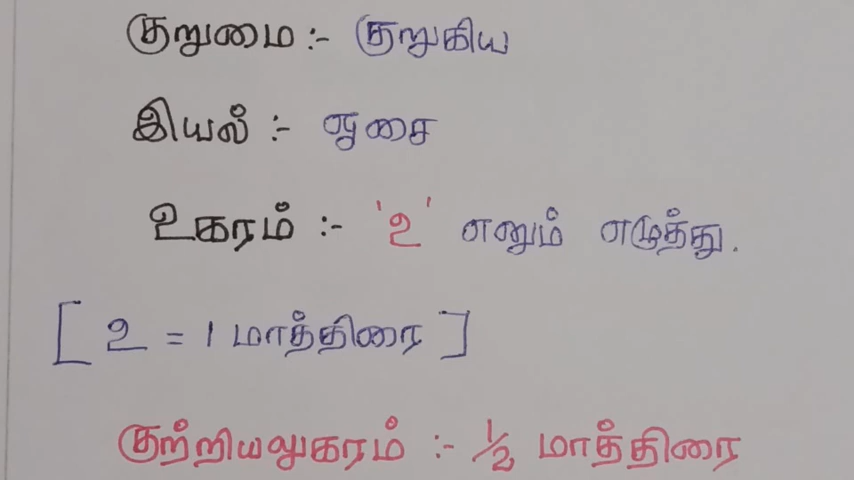 குறுமை :- குறுகிய
இயல் :- ஓசை
உகரம் :- 'உ' எனும் எழுத்து.
[ உ = 1 மாத்திரை ]
குற்றியலுகரம் :- 1/2 மாத்திரை